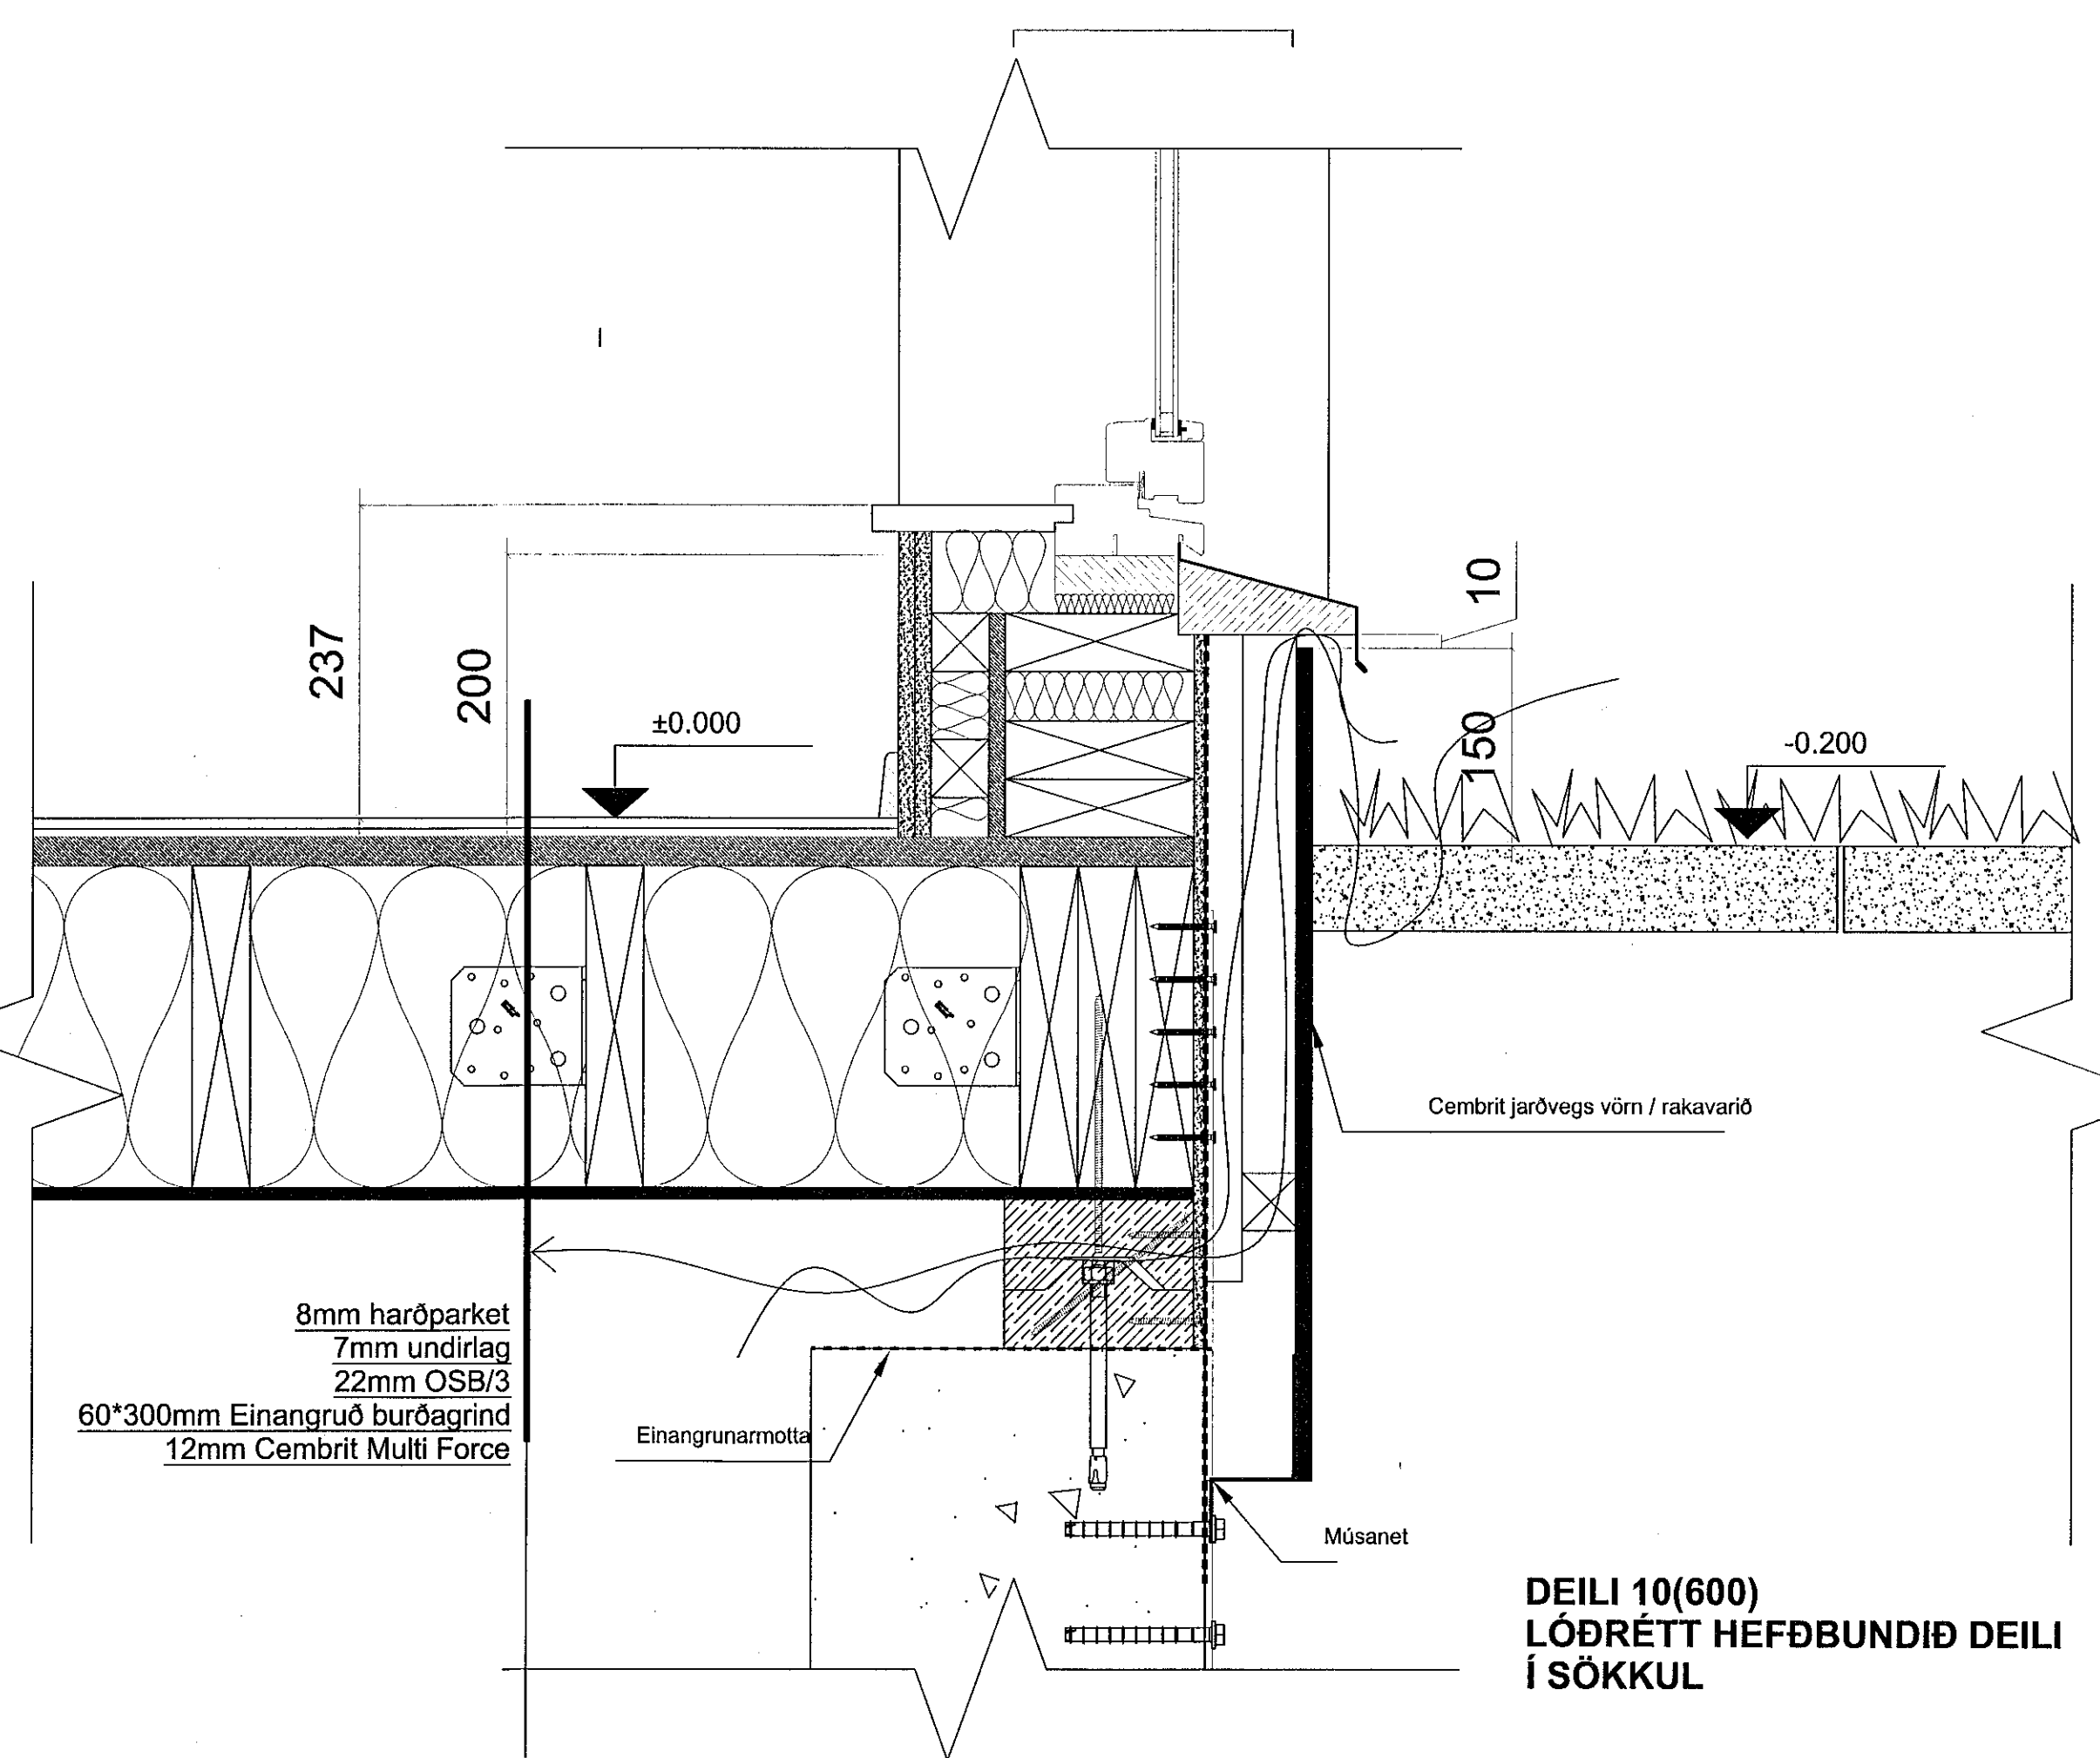 10
237
200
±0.000
150
-0.200
Cembrit jarðvegs vörn / rakavarið
8mm harðparket
7mm undirlag
22mm OSB/3
60*300mm Einangruð burðagrind
12mm Cembrit Multi Force
Einangrunarmotta
Músanet
DEILI 10(600)
LÓÐRÉTT HEFÐBUNDIÐ DEILI
Í SÖKKUL